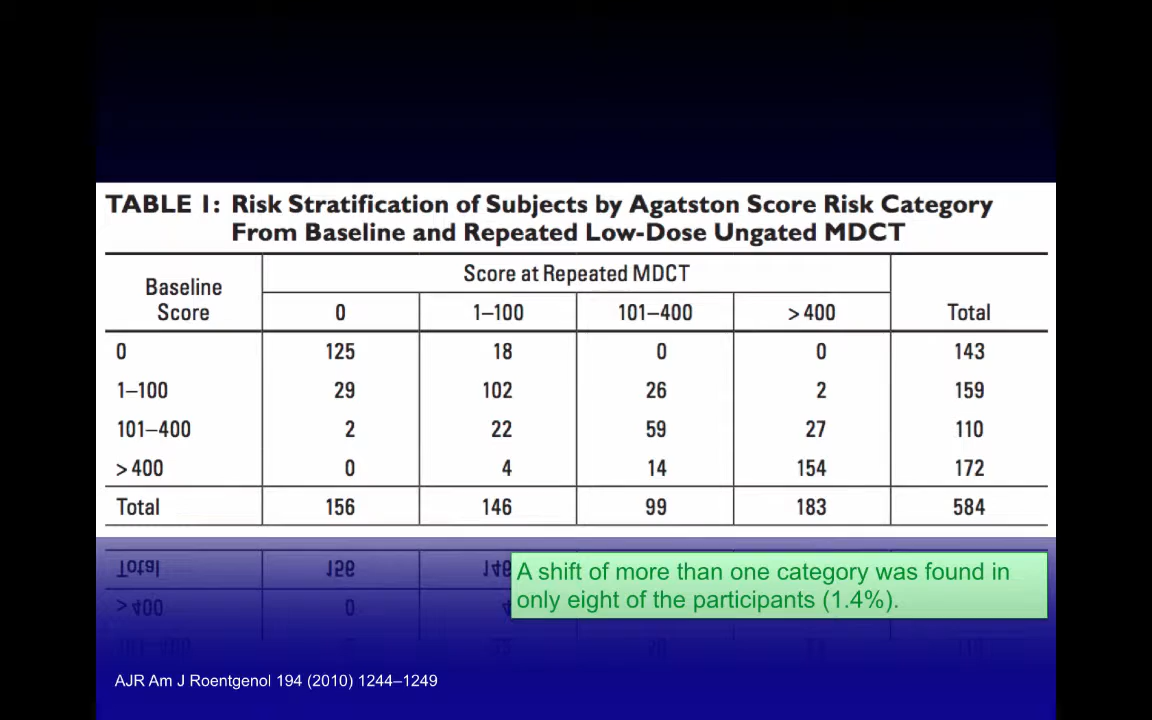 TABLE 1: Risk Stratification of Subjects by Agatston Score Risk Category
From Baseline and Repeated Low-Dose Ungated MDCT
Baseline Score | Score at Repeated MDCT | Total
0 | 1–100 | 101–400 | >400
0 | 125 | 18 | 0 | 0 | 143
1–100 | 29 | 102 | 26 | 2 | 159
101–400 | 2 | 22 | 59 | 27 | 110
>400 | 0 | 4 | 14 | 154 | 172
Total | 156 | 146 | 99 | 183 | 584
A shift of more than one category was found in
only eight of the participants (1.4%).
AJR Am J Roentgenol 194 (2010) 1244–1249